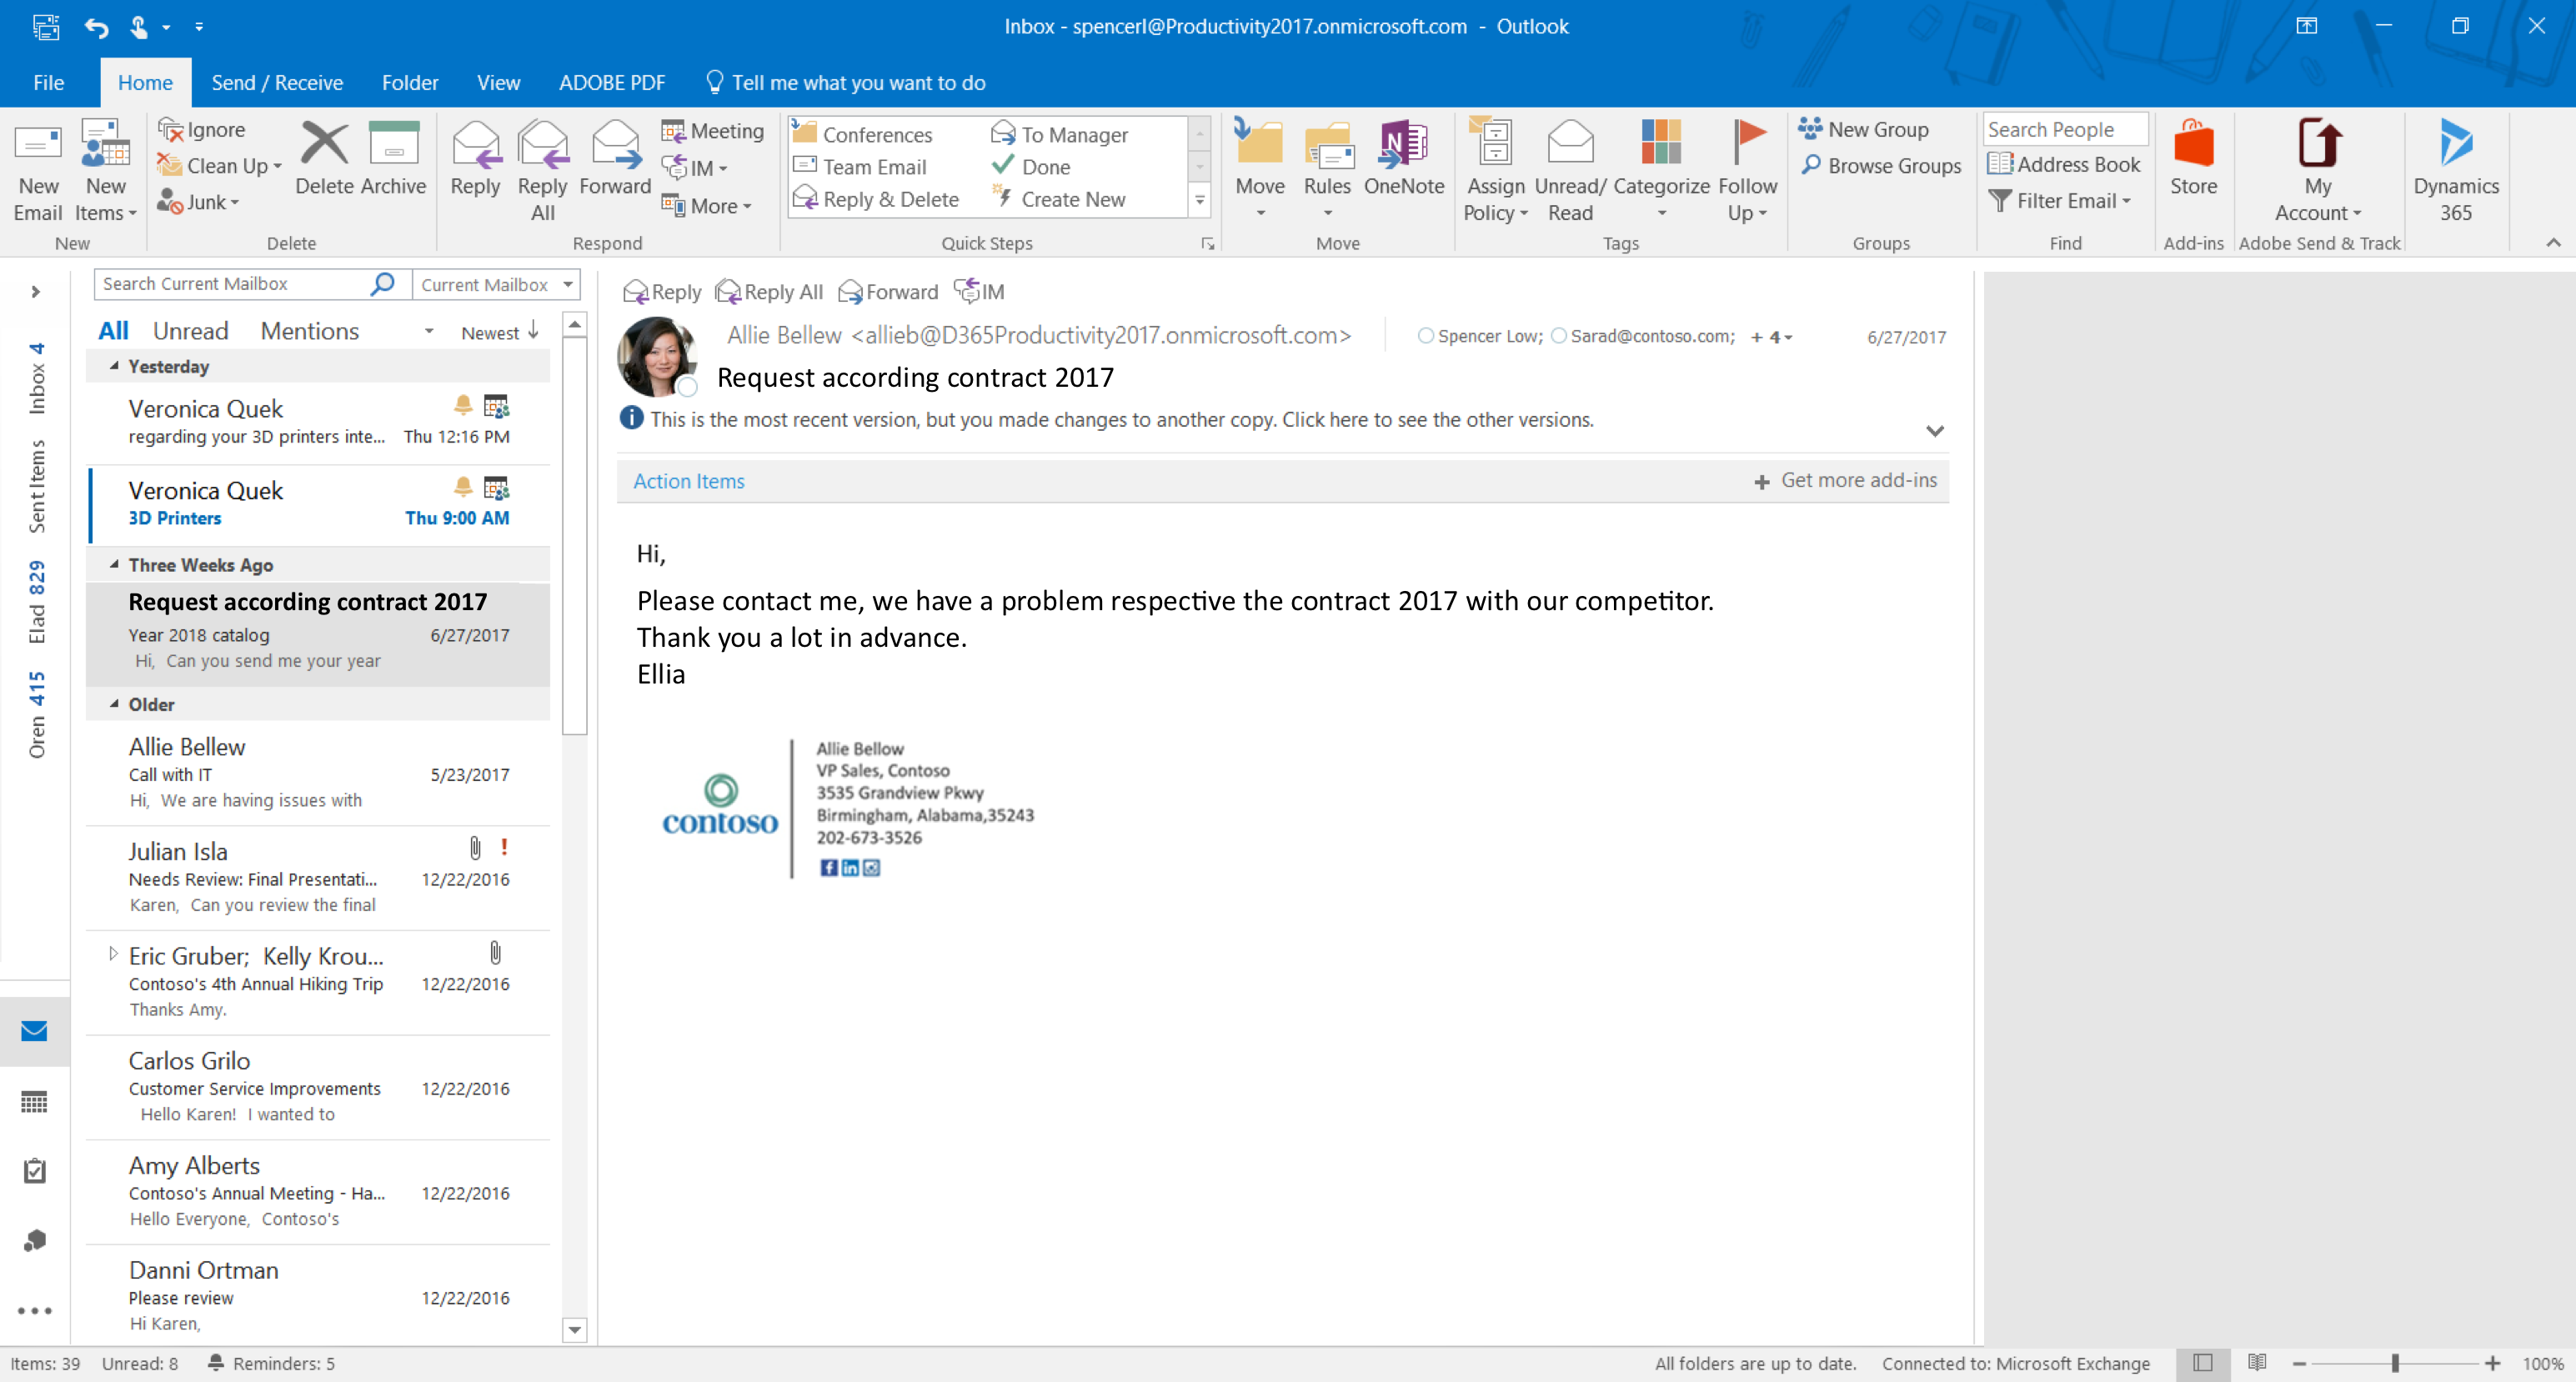 Inbox - spencerl@Productivity2017.onmicrosoft.com - Outlook
File Home Send / Receive Folder View ADOBE PDF Tell me what you want to do
New Email
New Items
New
Ignore
Clean Up
Junk
Delete
Archive
Delete
Reply
Reply All
Forward
Meeting
IM
More
Respond
Conferences
Team Email
Reply & Delete
To Manager
Done
Create New
Quick Steps
Move
Rules
OneNote
Move
Assign Policy
Unread/ Read
Categorize
Follow Up
Tags
New Group
Browse Groups
Groups
Search People
Address Book
Filter Email
Find
Store
Add-ins
My Account
Adobe Send & Track
Dynamics 365
Inbox 4
Sent Items
Elad 829
Oren 415
Search Current Mailbox Current Mailbox
All Unread Mentions Newest
Yesterday
Veronica Quek
regarding your 3D printers inte... Thu 12:16 PM
Veronica Quek
3D Printers Thu 9:00 AM
Three Weeks Ago
Request according contract 2017
Year 2018 catalog 6/27/2017
Hi, Can you send me your year
Older
Allie Bellew
Call with IT 5/23/2017
Hi, We are having issues with
Julian Isla
Needs Review: Final Presentati... 12/22/2016
Karen, Can you review the final
Eric Gruber; Kelly Krou...
Contoso's 4th Annual Hiking Trip 12/22/2016
Thanks Amy.
Carlos Grilo
Customer Service Improvements 12/22/2016
Hello Karen! I wanted to
Amy Alberts
Contoso's Annual Meeting - Ha... 12/22/2016
Hello Everyone, Contoso's
Danni Ortman
Please review 12/22/2016
Hi Karen,
Reply Reply All Forward IM
Allie Bellew <allieb@D365Productivity2017.onmicrosoft.com> Spencer Low; Sarad@contoso.com; + 4 6/27/2017
Request according contract 2017
This is the most recent version, but you made changes to another copy. Click here to see the other versions.
Action Items + Get more add-ins
Hi,
Please contact me, we have a problem respective the contract 2017 with our competitor.
Thank you a lot in advance.
Ellia
contoso
Allie Bellow
VP Sales, Contoso
3535 Grandview Pkwy
Birmingham, Alabama,35243
202-673-3526
Items: 39 Unread: 8 Reminders: 5 All folders are up to date. Connected to: Microsoft Exchange 100%